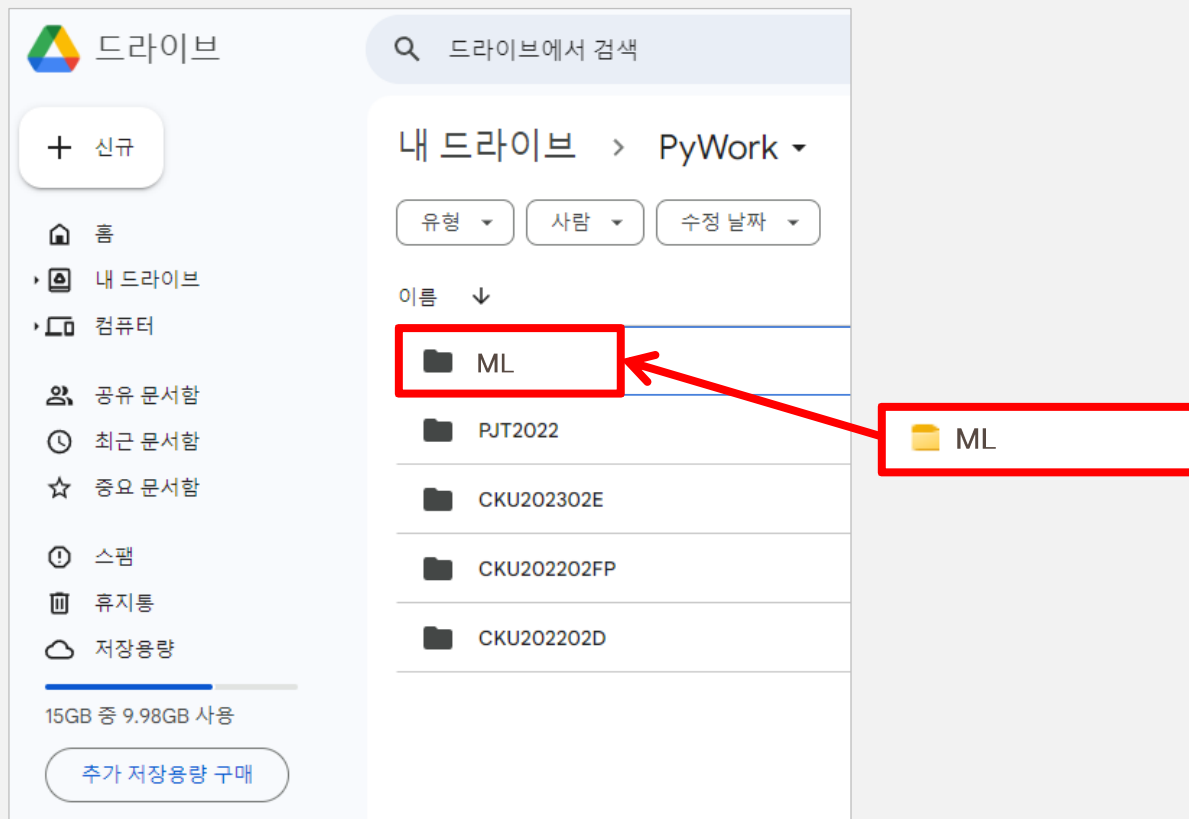 드라이브
드라이브에서 검색
신규
내 드라이브 > PyWork
유형 사람 수정 날짜
홈
내 드라이브
컴퓨터
이름
ML
ML
공유 문서함
PJT2022
최근 문서함
중요 문서함
CKU202302E
스팸
CKU202202FP
휴지통
저장용량
CKU202202D
15GB 중 9.98GB 사용
추가 저장용량 구매